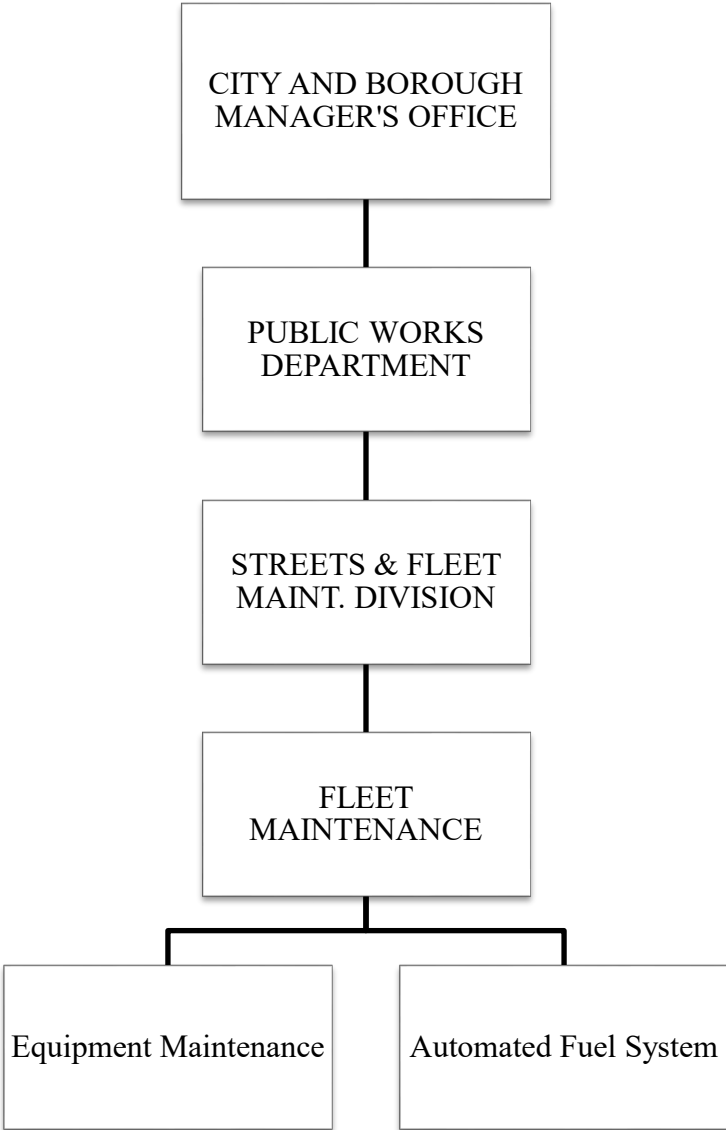 CITY AND BOROUGH
MANAGER'S OFFICE
PUBLIC WORKS
DEPARTMENT
STREETS & FLEET
MAINT. DIVISION
FLEET
MAINTENANCE
Equipment Maintenance
Automated Fuel System